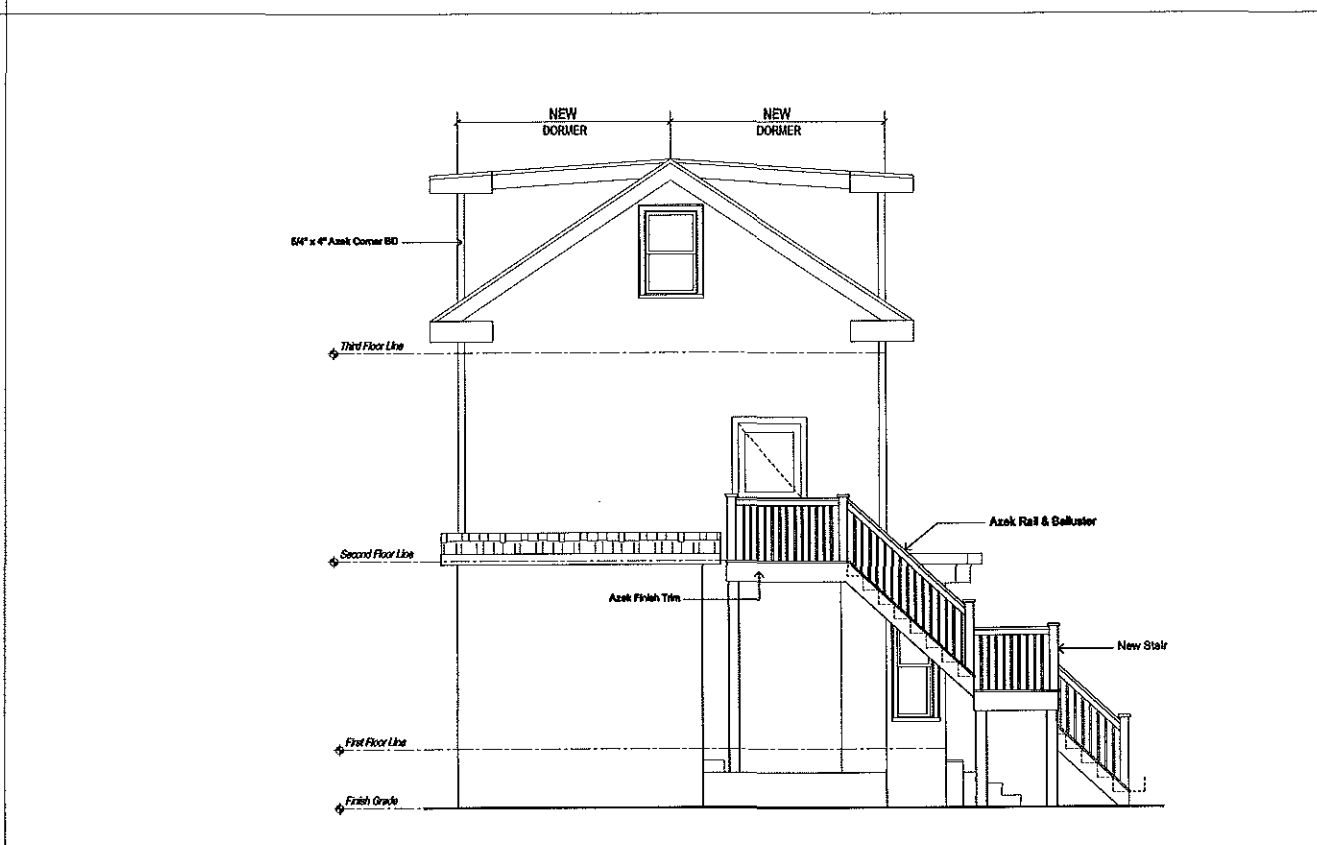 NEW
DORMER
NEW
DORMER
5/4" x 4" Azek Corner BD
Third Floor Line
Azek Rail & Balluster
Second Floor Line
Azek Finish Trim
New Stair
First Floor Line
Finish Grade